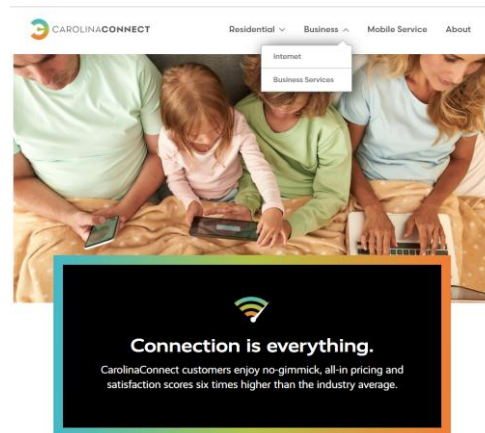 CAROLINACONNECT
Residential Business Mobile Service About
Internet
Business Services
Connection is everything.
CarolinaConnect customers enjoy no-gimmick, all-in pricing and
satisfaction scores six times higher than the industry average.